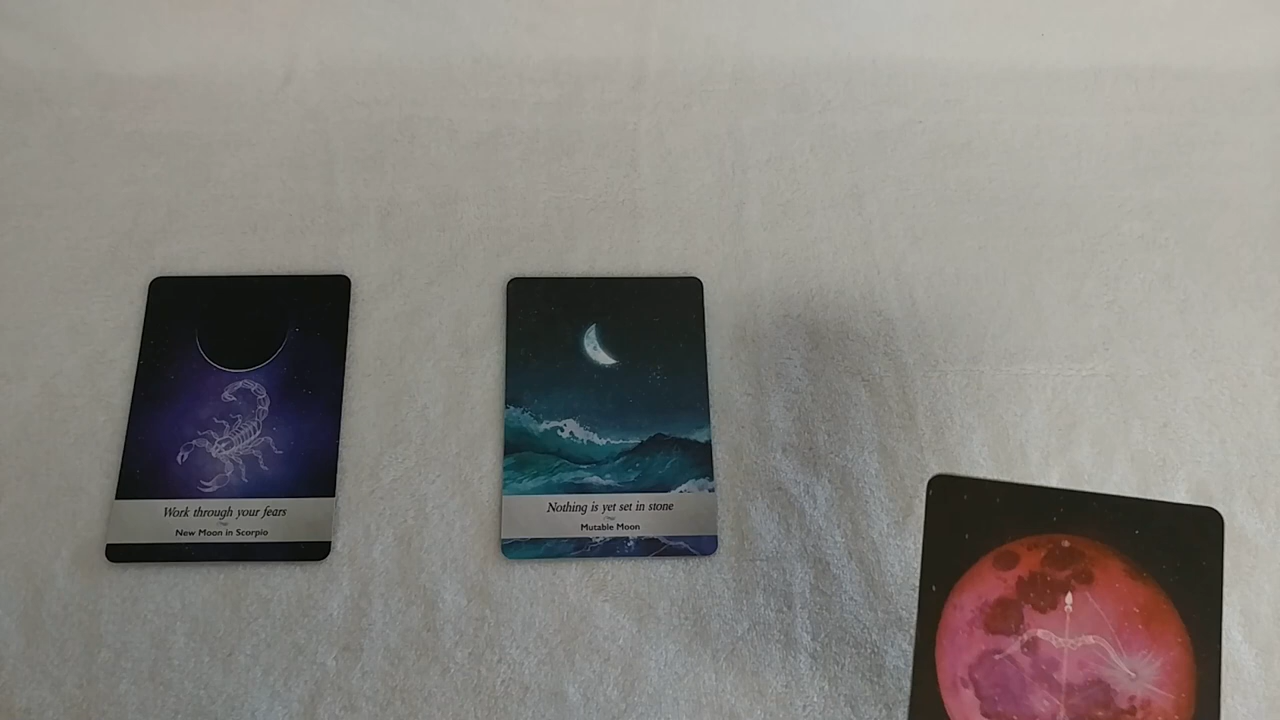 Work through your fears
New Moon in Scorpio
Nothing is yet set in stone
Mutable Moon